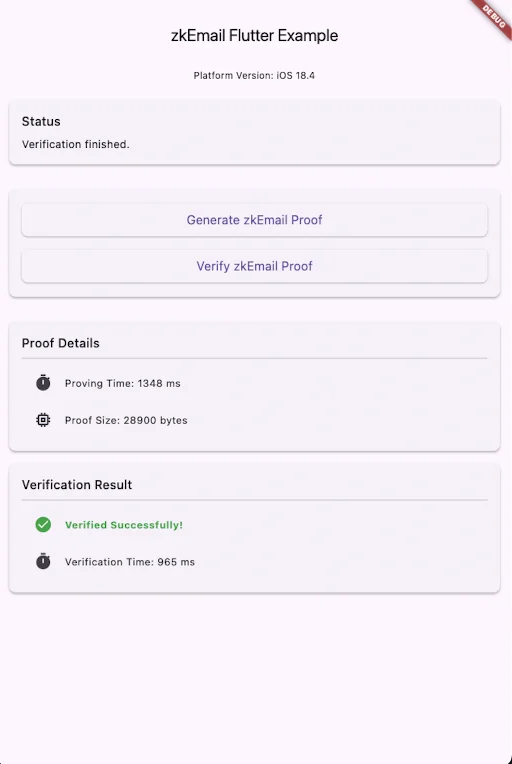 DEBUG
zkEmail Flutter Example
Platform Version: iOS 18.4
Status
Verification finished.
Generate zkEmail Proof
Verify zkEmail Proof
Proof Details
Proving Time: 1348 ms
Proof Size: 28900 bytes
Verification Result
Verified Successfully!
Verification Time: 965 ms